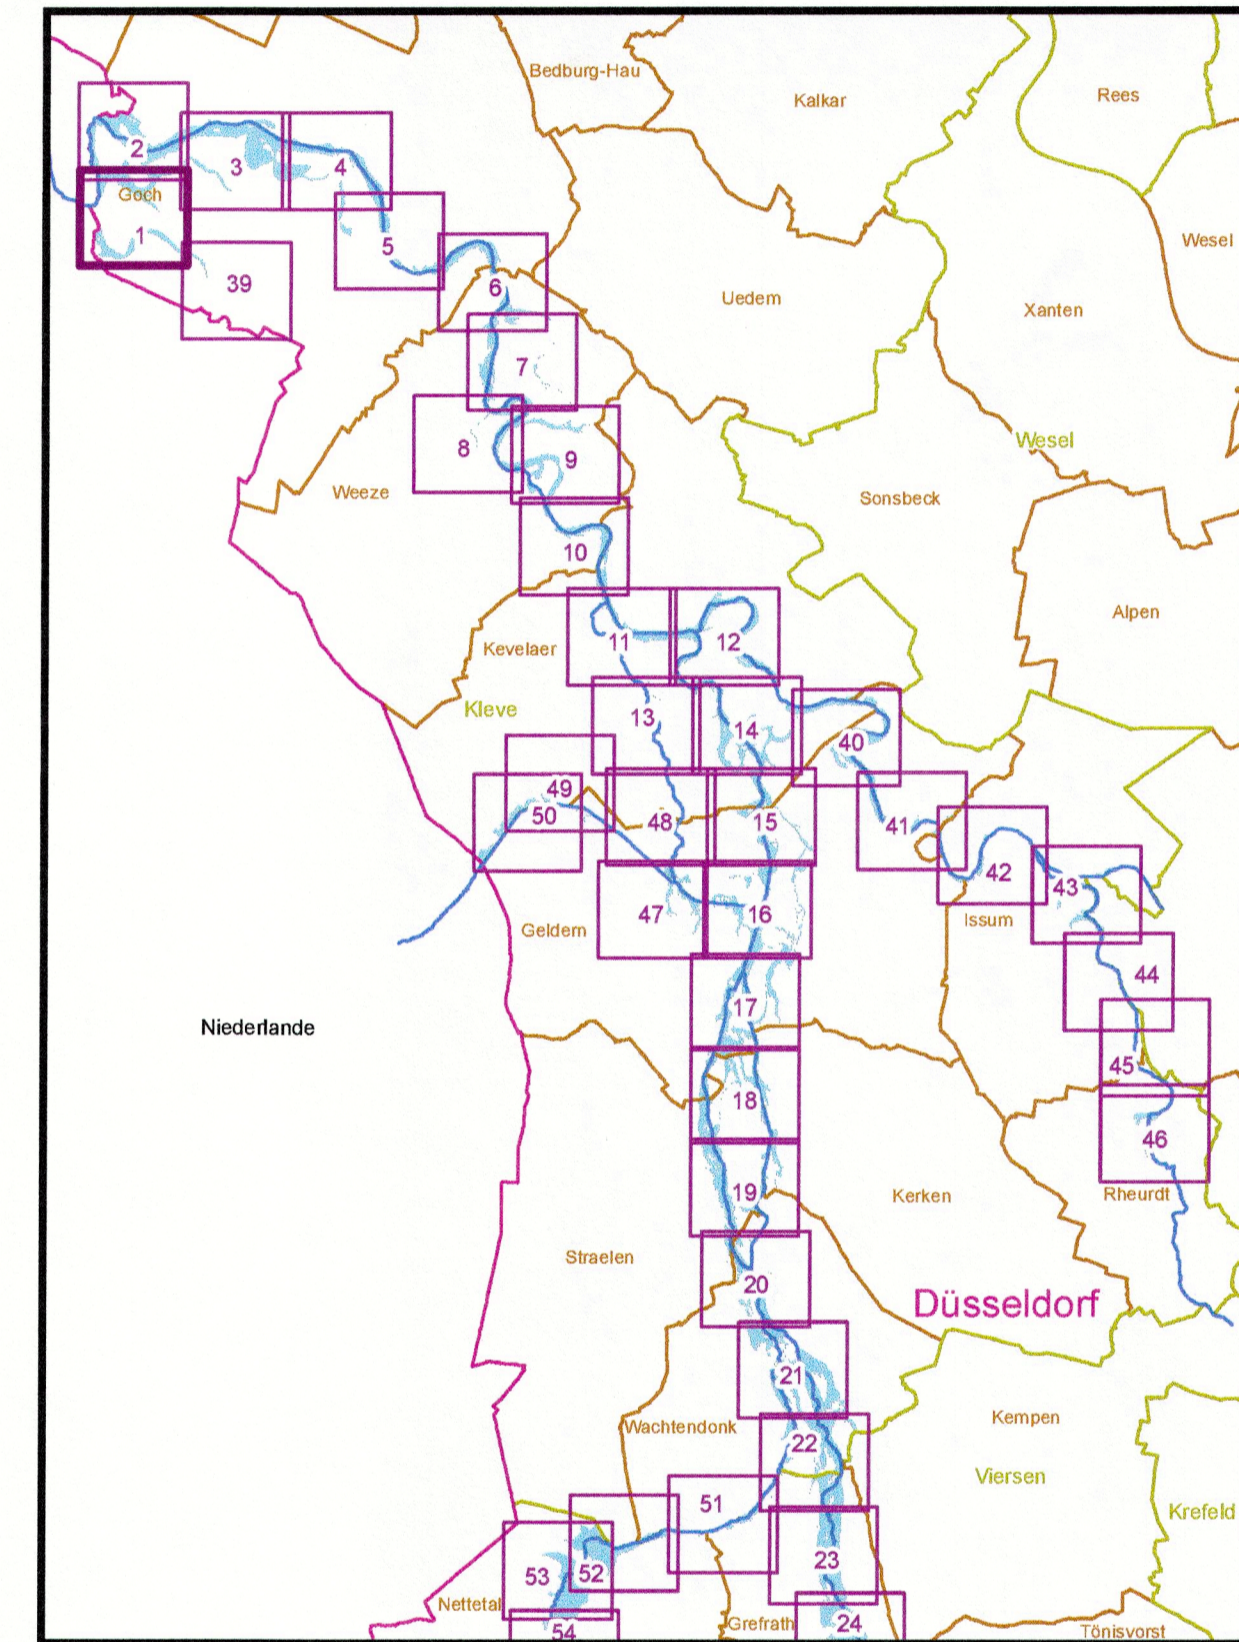 Bedburg-Hau
Kalkar
Rees
2
3
4
Goch
1
5
39
6
Wesel
Uedem
Xanten
7
8
9
Wesel
Weeze
Sonsbeck
10
Alpen
11
12
Kevelaer
Kleve
13
14
40
49
50
48
15
41
42
43
47
16
Issum
Geldern
44
17
Niederlande
45
18
46
19
Kerken
Rheurdt
Straelen
20
Düsseldorf
21
Wachtendonk
22
Kempen
Viersen
51
Krefeld
53
52
23
Nettetal
54
Grefrath
24
Tönisvorst